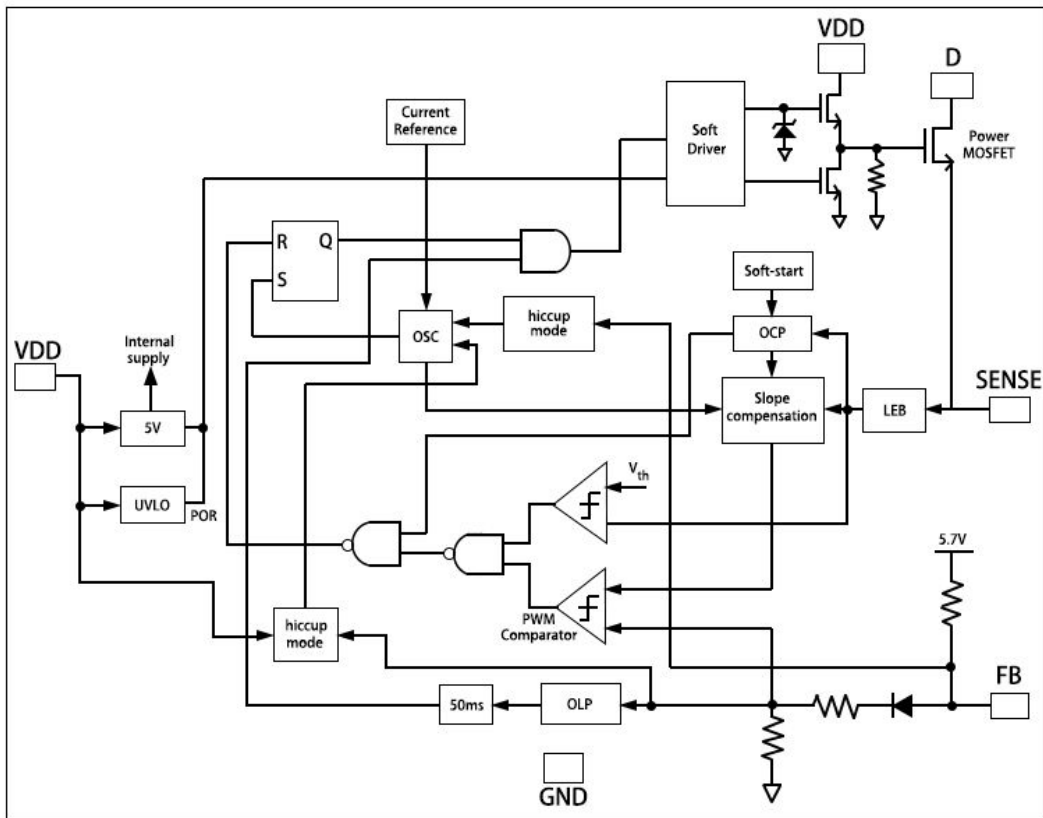 VDD
D
Current
Reference
Soft
Driver
Power
MOSFET
R
Q
S
Soft-start
OSC
hiccup
mode
OCP
Internal
supply
VDD
SENSE
Slope
compensation
LEB
5V
Vth
UVLO
POR
5.7V
hiccup
mode
PWM
Comparator
FB
50ms
OLP
GND